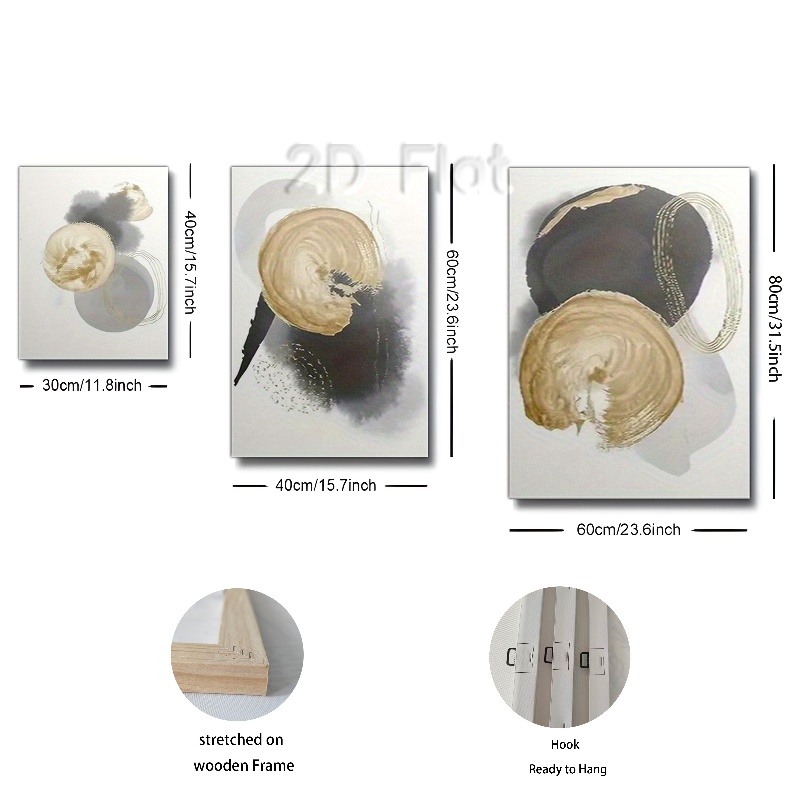 2D Flat
40cm/15.7inch
60cm/23.6inch
80cm/31.5inch
30cm/11.8inch
40cm/15.7inch
60cm/23.6inch
stretched on
wooden Frame
Hook
Ready to Hang